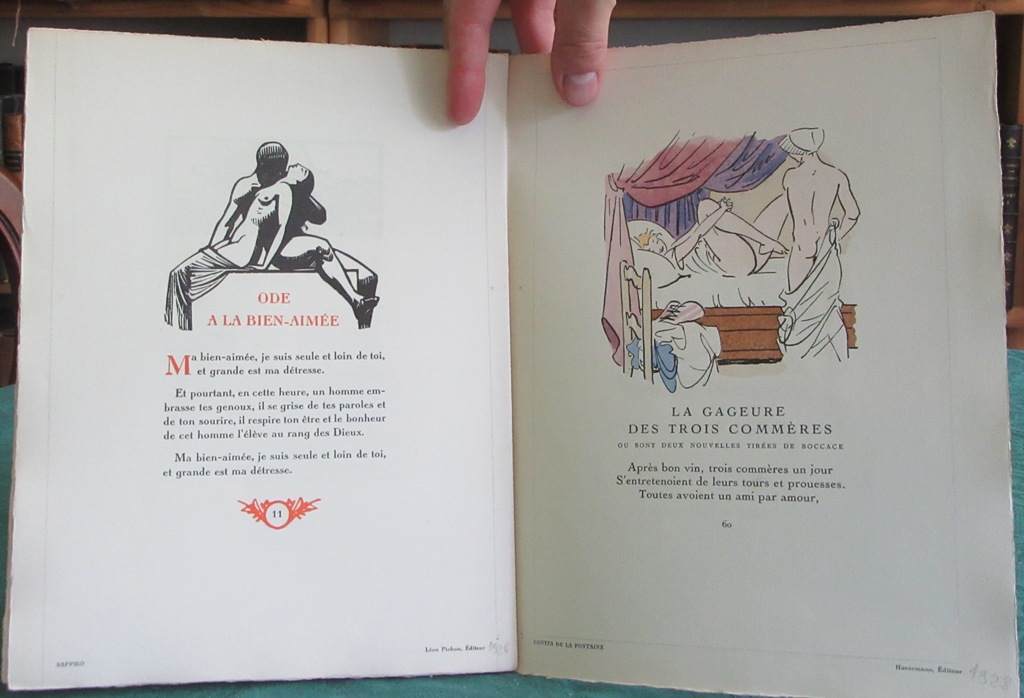 ODE
A LA BIEN-AIMÉE
Ma bien-aimée, je suis seule et loin de toi,
et grande est ma détresse.
Et pourtant, en cette heure, un homme em-
brasse tes genoux, il se grise de tes paroles et
de ton sourire, il respire ton être et le bonheur
de cet homme l'élève au rang des Dieux.
Ma bien-aimée, je suis seule et loin de toi,
et grande est ma détresse.
11
SAPPHO
Léon Pichon, Éditeur 1926
LA GAGEURE
DES TROIS COMMÈRES
OU SONT DEUX NOUVELLES TIRÉES DE BOCCACE
Après bon vin, trois commères un jour
S'entretenoient de leurs tours et prouesses.
Toutes avoient un ami par amour,
60
CONTES DE LA FONTAINE
Havermans, Éditeur 1928